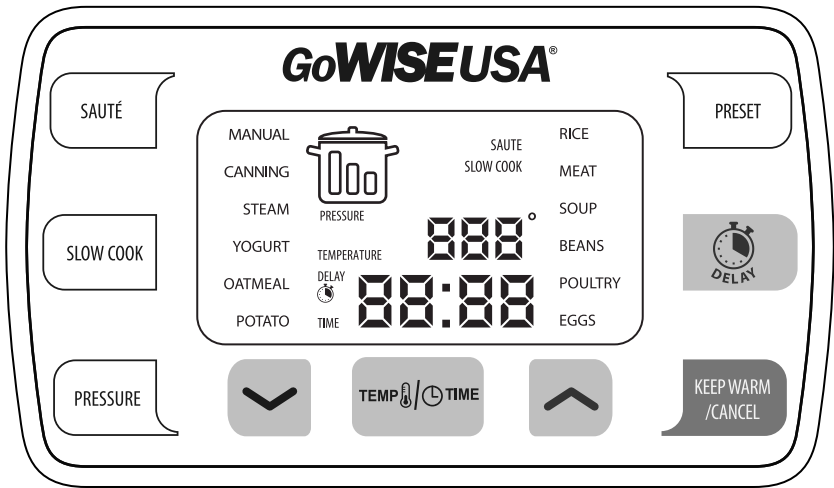 GoWISEUSA®
SAUTÉ
SLOW COOK
PRESSURE
MANUAL
CANNING
STEAM
YOGURT
OATMEAL
POTATO
PRESSURE
TEMPERATURE
DELAY
TIME
SAUTE
SLOW COOK
888°
88:88
RICE
MEAT
SOUP
BEANS
POULTRY
EGGS
PRESET
DELAY
KEEP WARM
/CANCEL
TEMP / TIME